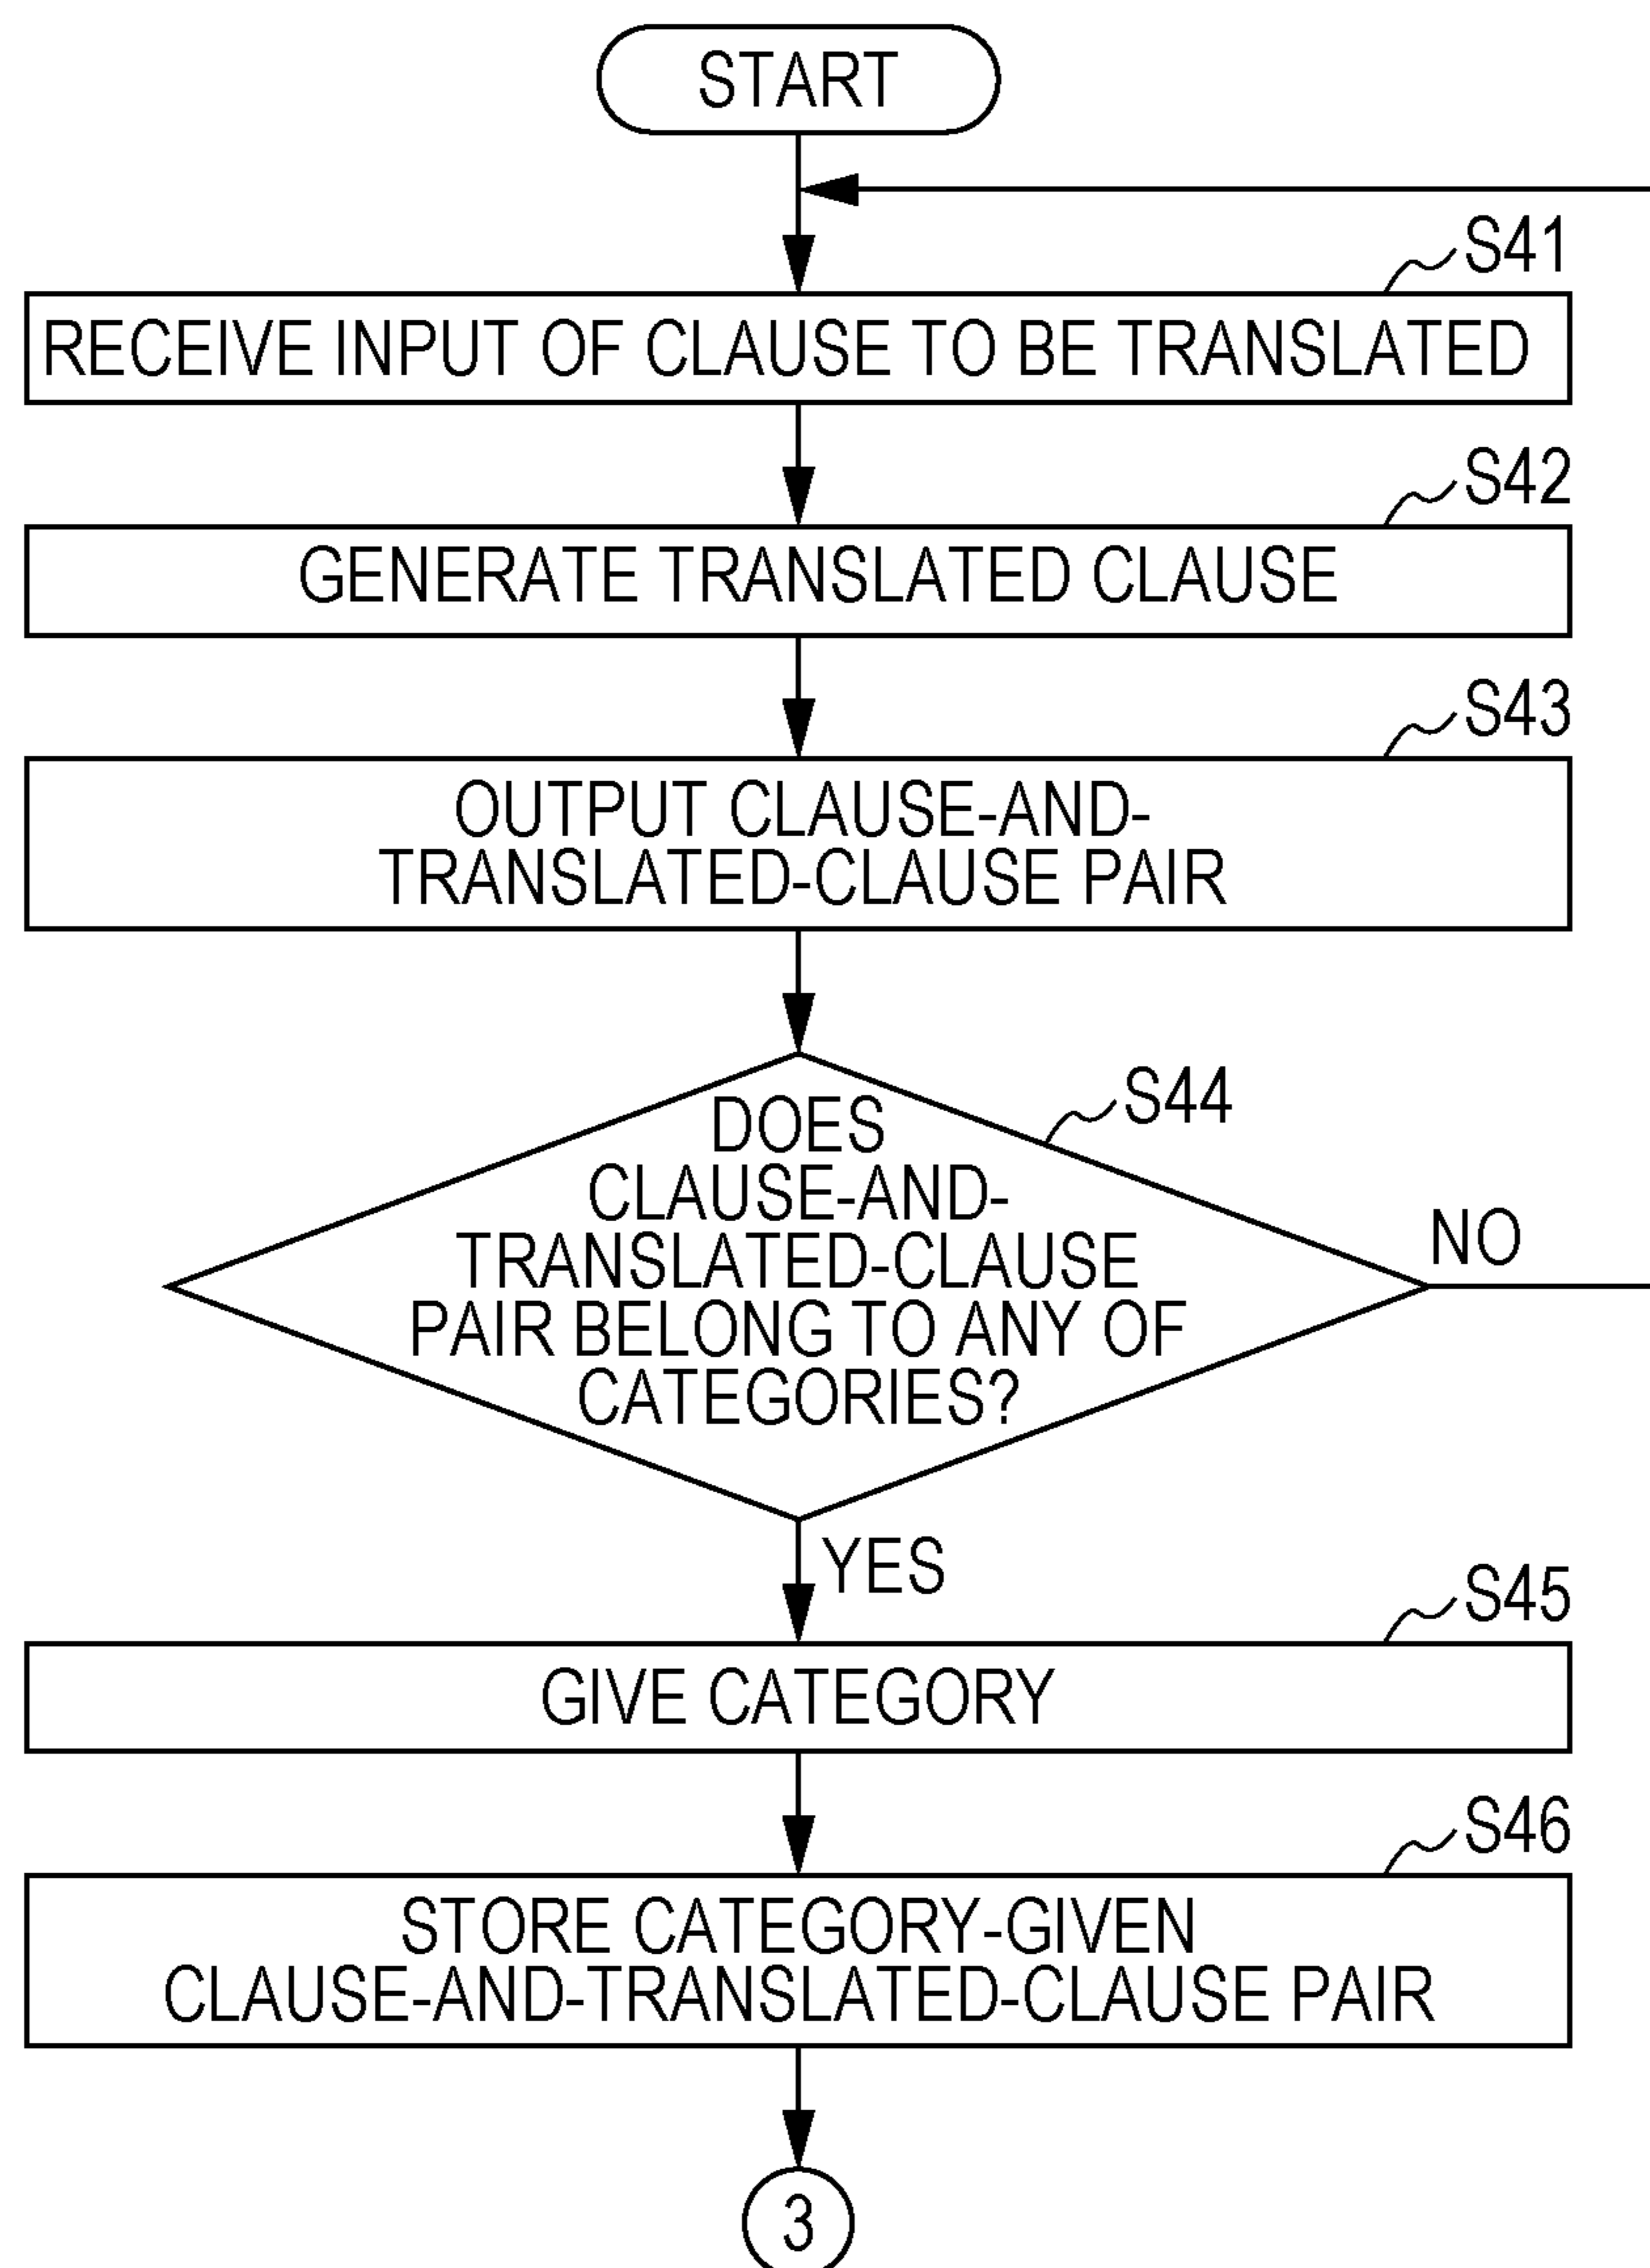 START
S41
RECEIVE INPUT OF CLAUSE TO BE TRANSLATED
S42
GENERATE TRANSLATED CLAUSE
S43
OUTPUT CLAUSE-AND-
TRANSLATED-CLAUSE PAIR
S44
DOES
CLAUSE-AND-
TRANSLATED-CLAUSE
PAIR BELONG TO ANY OF
CATEGORIES?
NO
YES
S45
GIVE CATEGORY
S46
STORE CATEGORY-GIVEN
CLAUSE-AND-TRANSLATED-CLAUSE PAIR
3